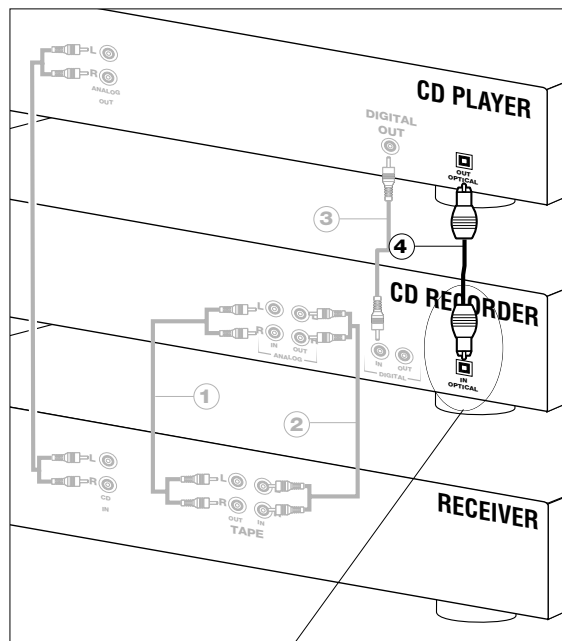 L
R
ANALOG
OUT
CD PLAYER
DIGITAL
OUT
OUT
OPTICAL
3
4
CD RECORDER
L
R
IN
OUT
ANALOG
IN
OUT
DIGITAL
IN
OPTICAL
1
2
L
R
CD
IN
L
R
OUT
IN
TAPE
RECEIVER